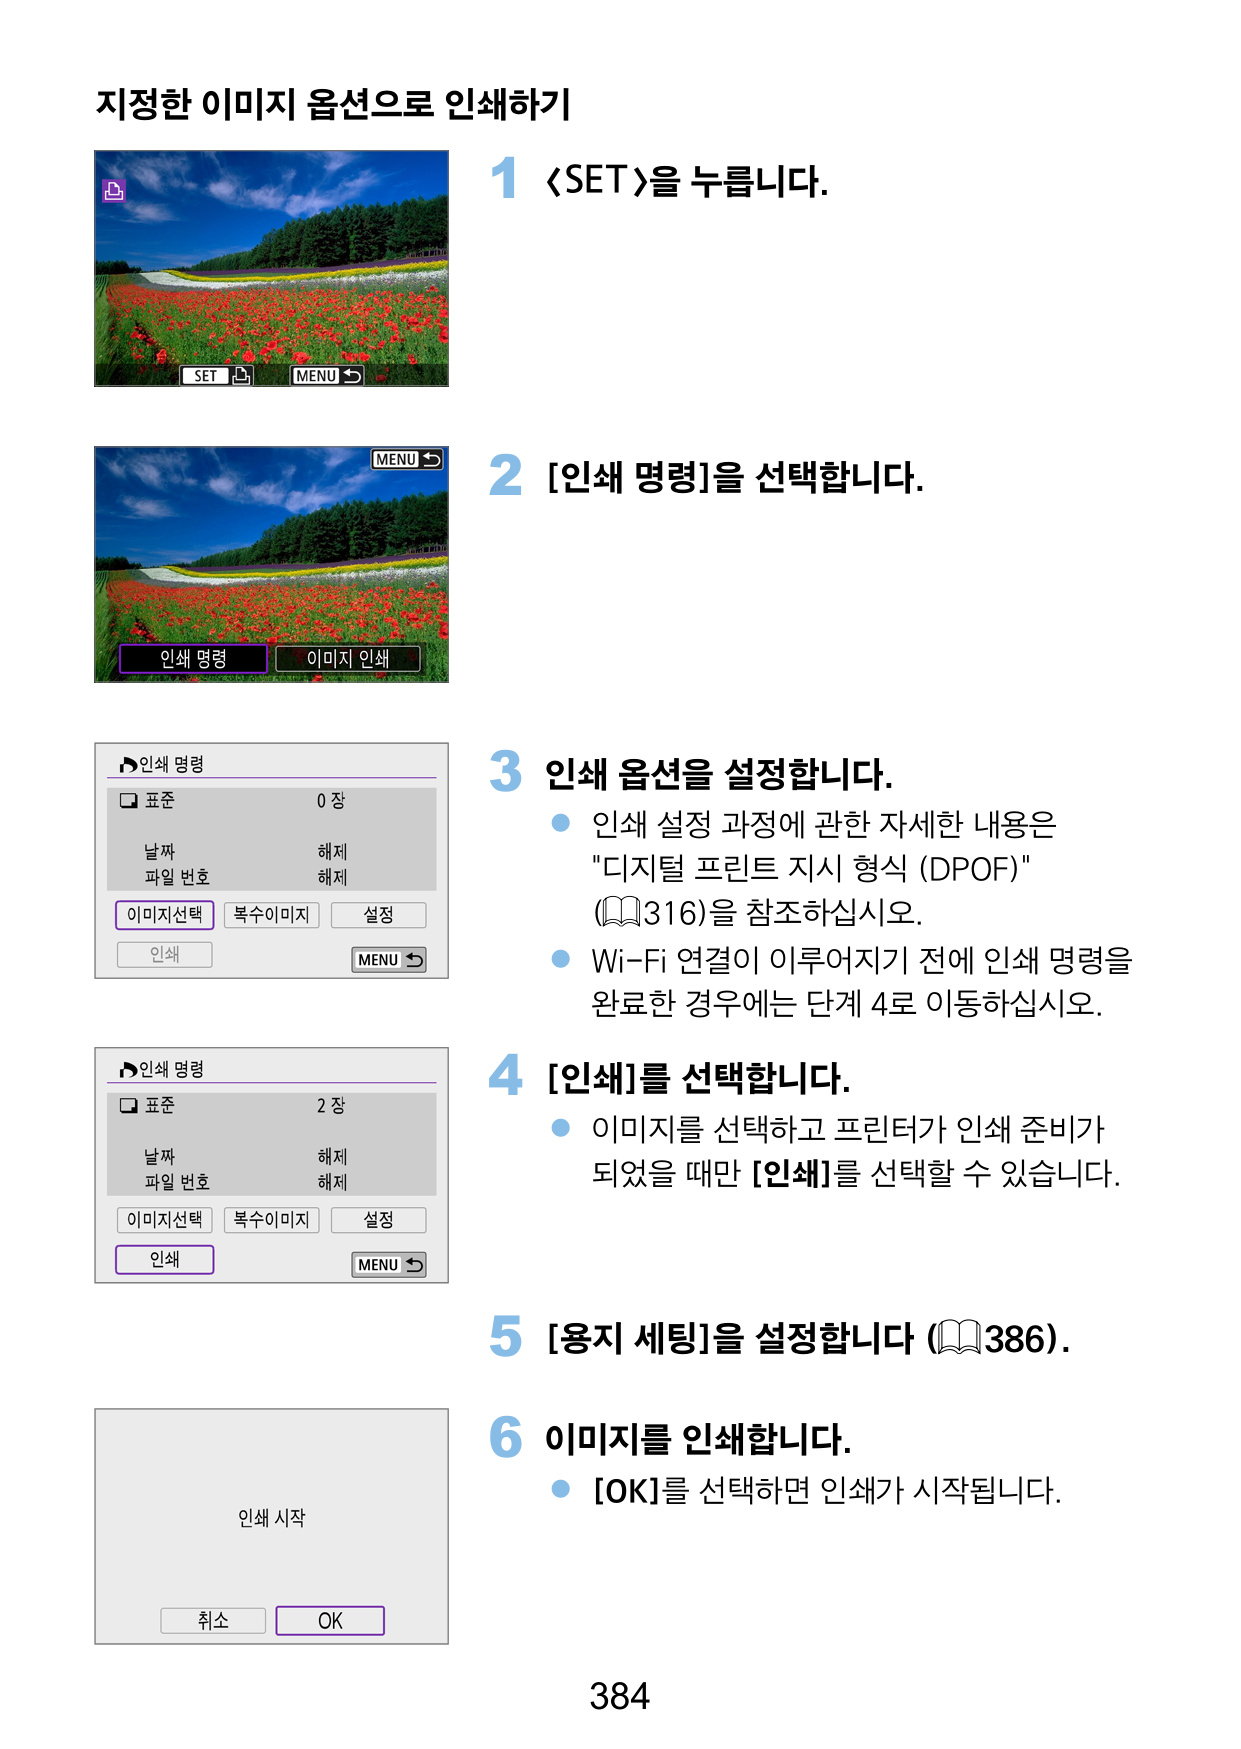 지정한 이미지 옵션으로 인쇄하기
SET
MENU
1 <SET>을 누릅니다.
MENU
인쇄 명령 이미지 인쇄
2 [인쇄 명령]을 선택합니다.
인쇄 명령
표준 0 장
날짜 해제
파일 번호 해제
이미지선택 복수이미지 설정
인쇄 MENU
3 인쇄 옵션을 설정합니다.
● 인쇄 설정 과정에 관한 자세한 내용은
"디지털 프린트 지시 형식 (DPOF)"
(316)을 참조하십시오.
● Wi-Fi 연결이 이루어지기 전에 인쇄 명령을
완료한 경우에는 단계 4로 이동하십시오.
인쇄 명령
표준 2 장
날짜 해제
파일 번호 해제
이미지선택 복수이미지 설정
인쇄 MENU
4 [인쇄]를 선택합니다.
● 이미지를 선택하고 프린터가 인쇄 준비가
되었을 때만 [인쇄]를 선택할 수 있습니다.
5 [용지 세팅]을 설정합니다 (386).
인쇄 시작
취소 OK
6 이미지를 인쇄합니다.
● [OK]를 선택하면 인쇄가 시작됩니다.
384